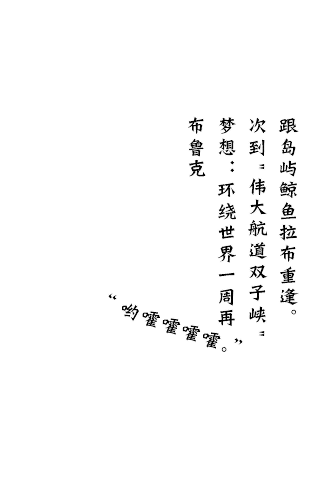 布鲁克
梦想：环绕世界一周再
次到“伟大航道双子峡”
跟岛屿鲸鱼拉布重逢。
“哟嚯嚯嚯嚯。”